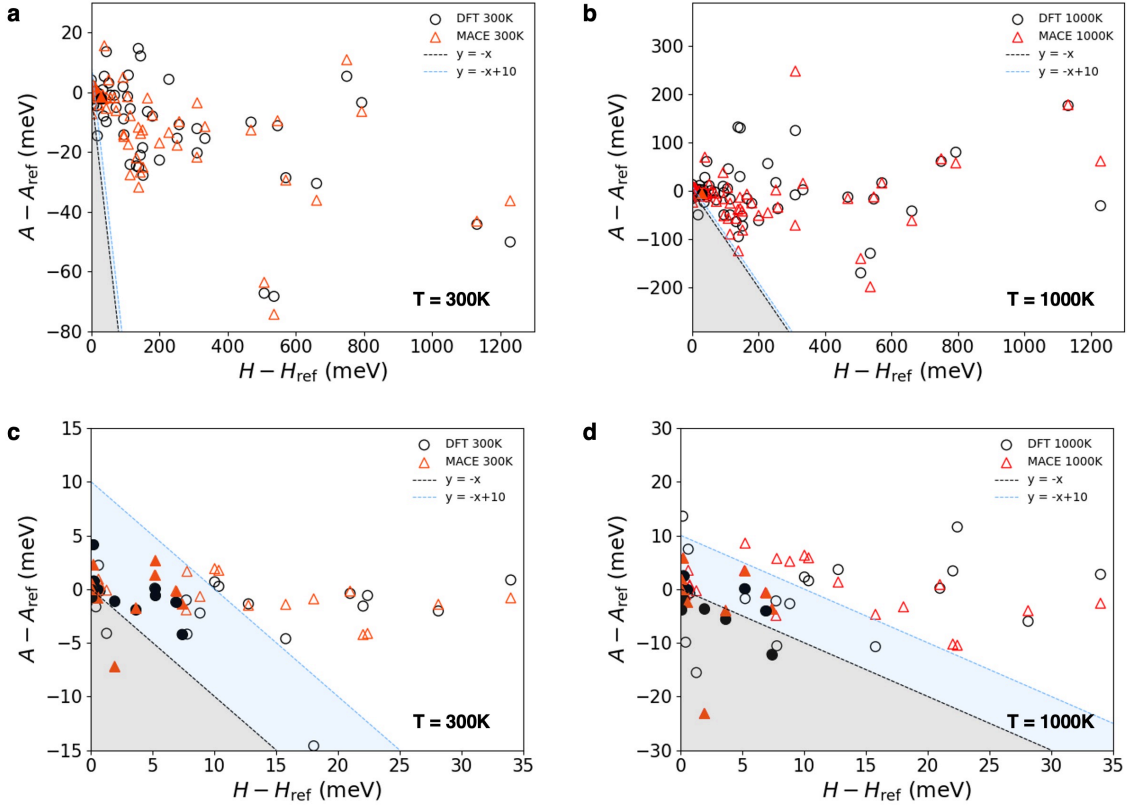 a
DFT 300K
MACE 300K
y = -x
y = -x+10
20
0
−20
−40
−60
−80
A − A_ref (meV)
T = 300K
0 200 400 600 800 1000 1200
H − H_ref (meV)
b
DFT 1000K
MACE 1000K
y = -x
y = -x+10
300
200
100
0
−100
−200
A − A_ref (meV)
T = 1000K
0 200 400 600 800 1000 1200
H − H_ref (meV)
c
DFT 300K
MACE 300K
y = -x
y = -x+10
15
10
5
0
−5
−10
−15
A − A_ref (meV)
T = 300K
0 5 10 15 20 25 30 35
H − H_ref (meV)
d
DFT 1000K
MACE 1000K
y = -x
y = -x+10
30
20
10
0
−10
−20
−30
A − A_ref (meV)
T = 1000K
0 5 10 15 20 25 30 35
H − H_ref (meV)